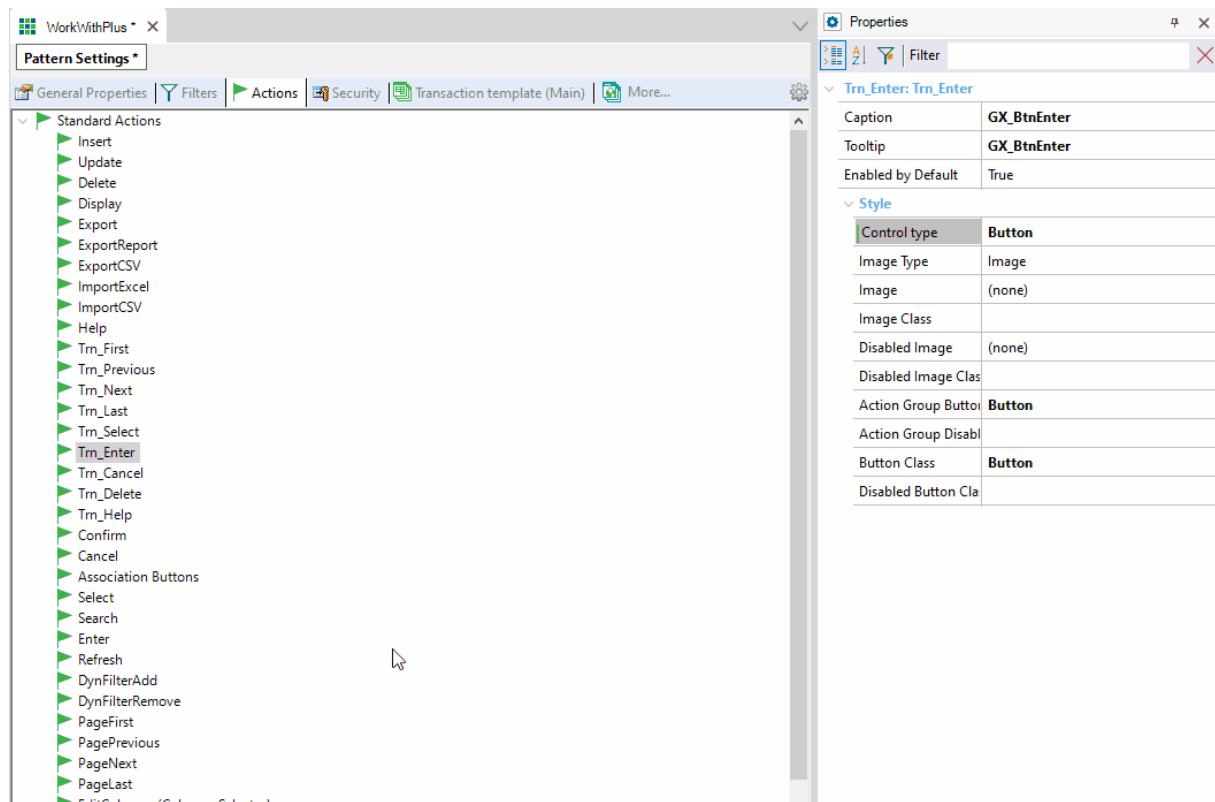 WorkWithPlus *
Pattern Settings *
General Properties Filters Actions Security Transaction template (Main) More...
Standard Actions
Insert
Update
Delete
Display
Export
ExportReport
ExportCSV
ImportExcel
ImportCSV
Help
Trn_First
Trn_Previous
Trn_Next
Trn_Last
Trn_Select
Trn_Enter
Trn_Cancel
Trn_Delete
Trn_Help
Confirm
Cancel
Association Buttons
Select
Search
Enter
Refresh
DynFilterAdd
DynFilterRemove
PageFirst
PagePrevious
PageNext
PageLast
Properties
Filter
Trn_Enter: Trn_Enter
Caption GX_BtnEnter
Tooltip GX_BtnEnter
Enabled by Default True
Style
Control type Button
Image Type Image
Image (none)
Image Class
Disabled Image (none)
Disabled Image Clas
Action Group Button Button
Action Group Disabl
Button Class Button
Disabled Button Cla